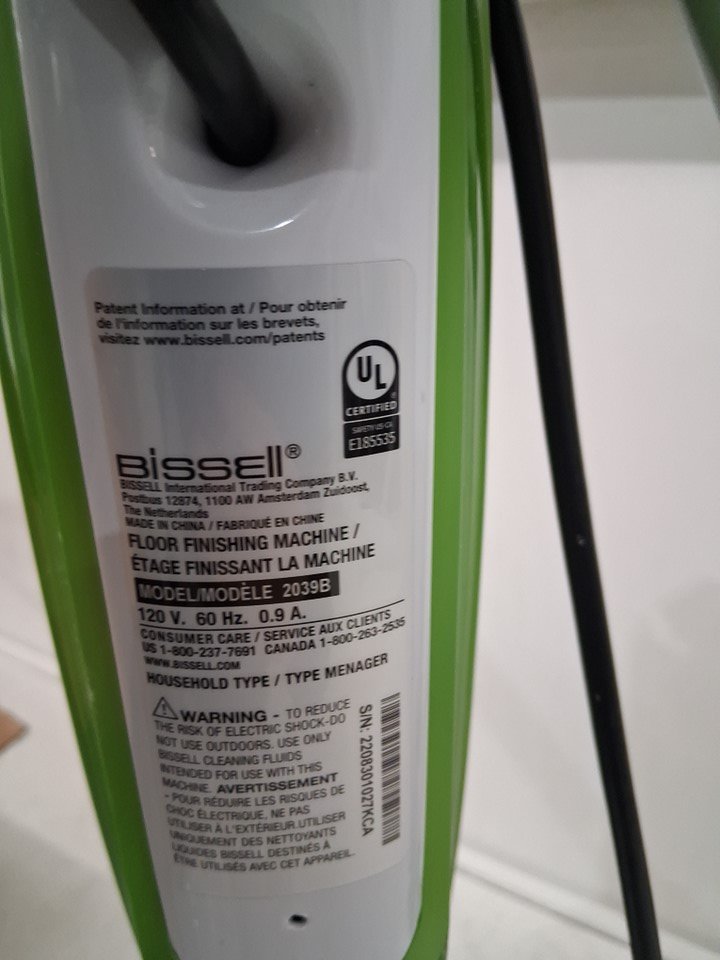 Patent Information at / Pour obtenir
de l'information sur les brevets,
visitez www.bissell.com/patents
UL
CERTIFIED
SAFETY US-CA
E185535
BISSELL®
BISSELL International Trading Company B.V.
Postbus 12874, 1100 AW Amsterdam Zuidoost,
The Netherlands
MADE IN CHINA / FABRIQUÉ EN CHINE
FLOOR FINISHING MACHINE /
ÉTAGE FINISSANT LA MACHINE
MODEL/MODÈLE 2039B
120 V. 60 Hz. 0.9 A.
CONSUMER CARE / SERVICE AUX CLIENTS
US 1-800-237-7691 CANADA 1-800-263-2535
WWW.BISSELL.COM
HOUSEHOLD TYPE / TYPE MENAGER
WARNING - TO REDUCE
THE RISK OF ELECTRIC SHOCK-DO
NOT USE OUTDOORS. USE ONLY
BISSELL CLEANING FLUIDS
INTENDED FOR USE WITH THIS
MACHINE. AVERTISSEMENT
- POUR RÉDUIRE LES RISQUES DE
CHOC ÉLECTRIQUE, NE PAS
UTILISER À L'EXTÉRIEUR.UTILISER
UNIQUEMENT DES NETTOYANTS
LIQUIDES BISSELL DESTINÉS À
ÊTRE UTILISÉS AVEC CET APPAREIL.
S/N: 220830101027KCA